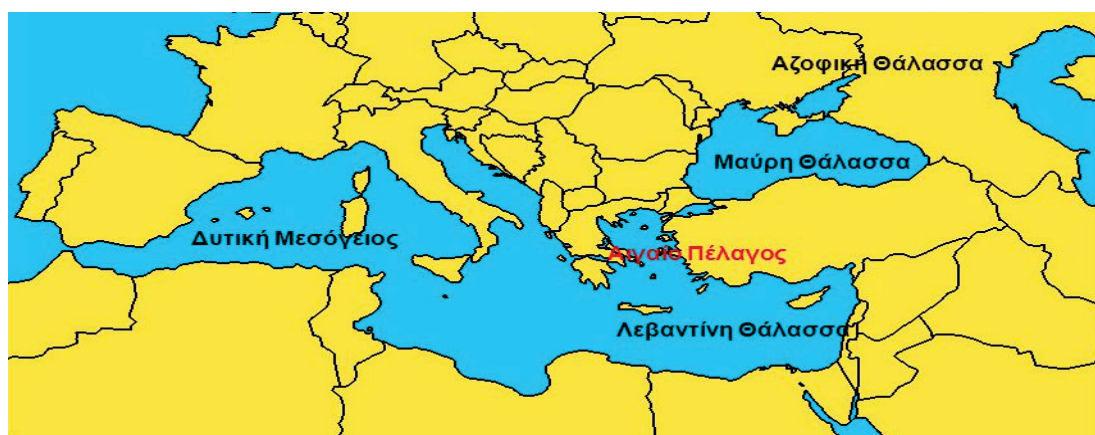 Αζοφική Θάλασσα
Μαύρη Θάλασσα
Δυτική Μεσόγειος
Αιγαίο Πέλαγος
Λεβαντίνη Θάλασσα